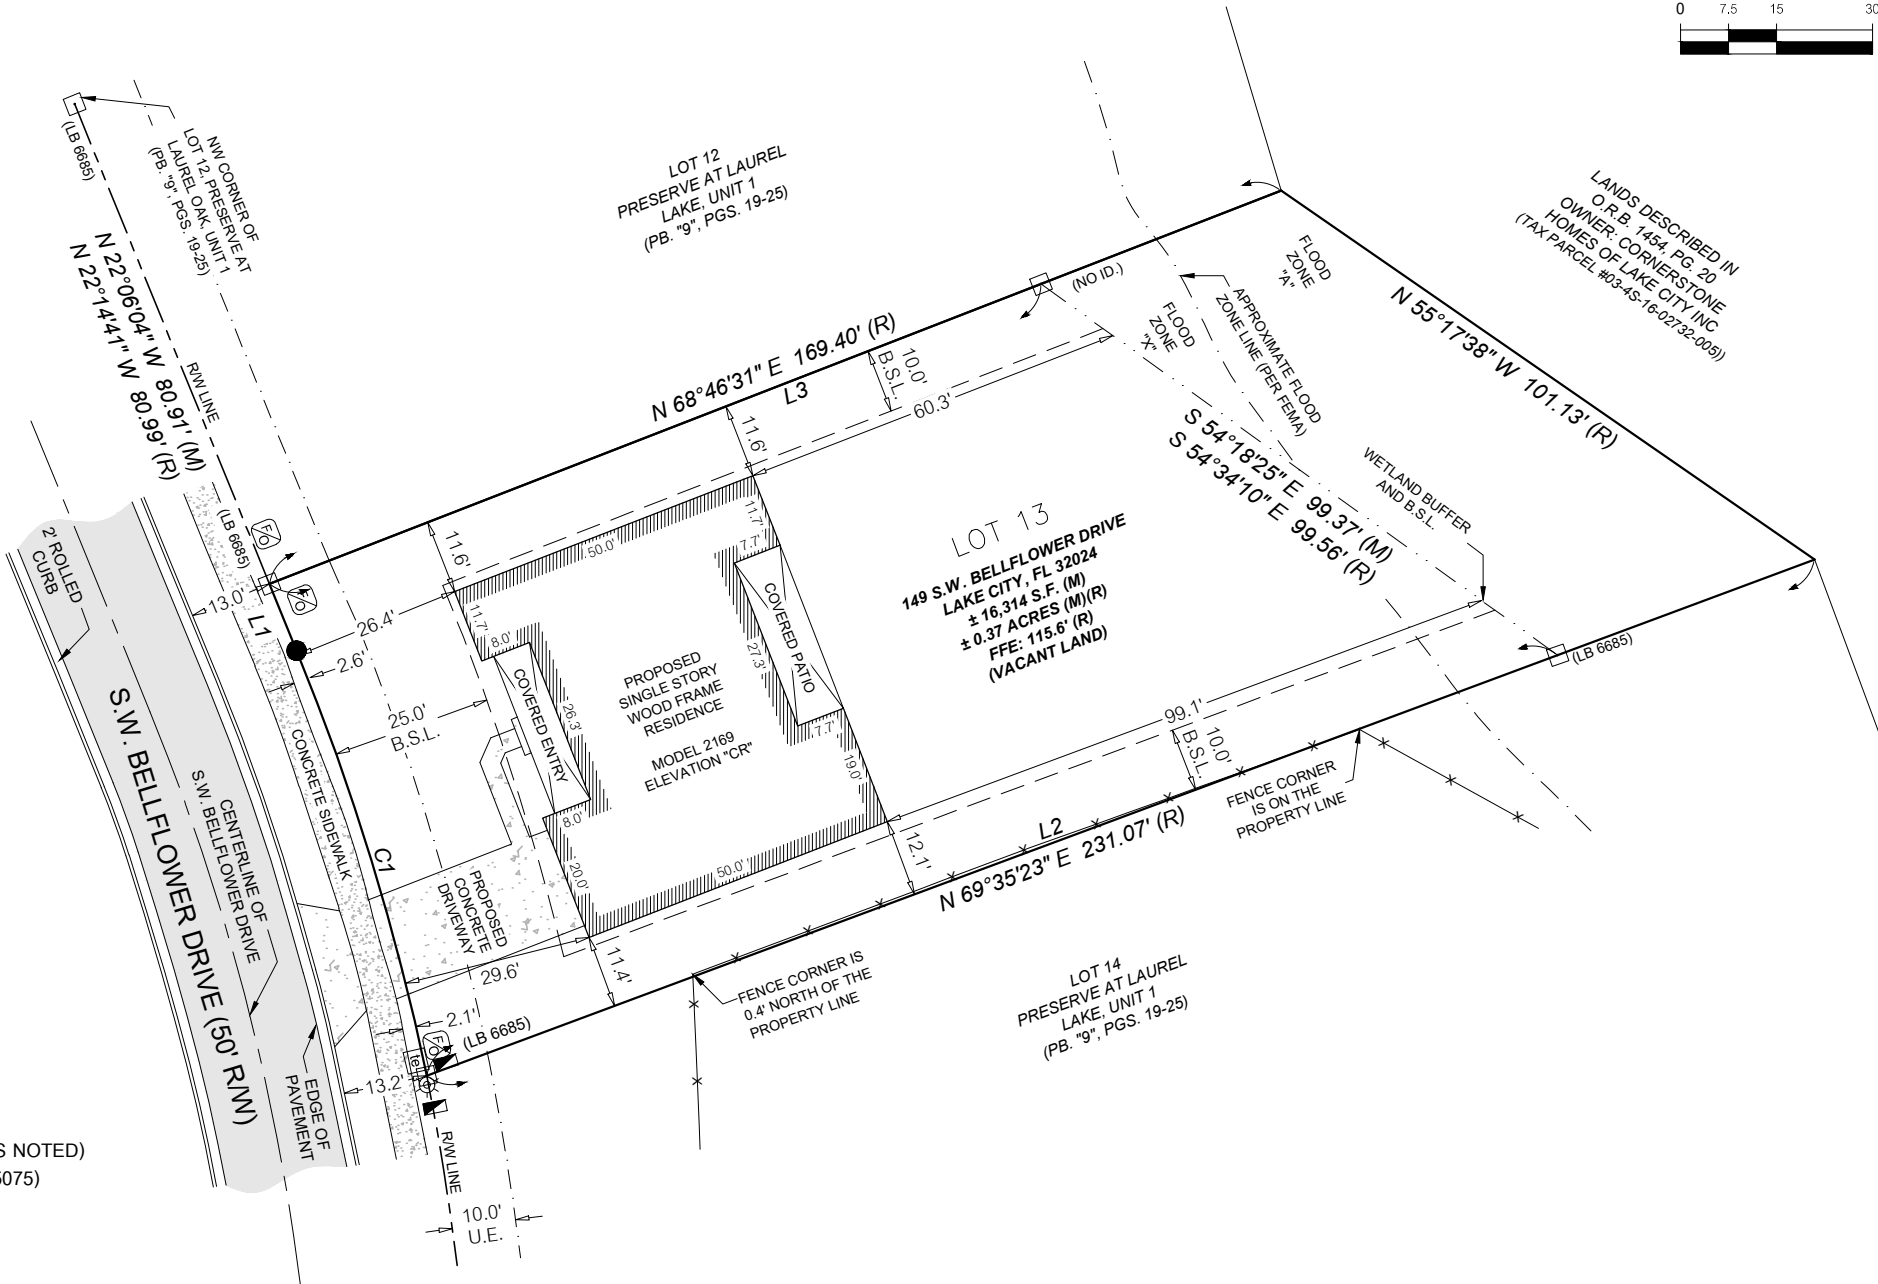 0 7.5 15 30
(LB 6685)
NW CORNER OF
LOT 12, PRESERVE AT
LAUREL OAK, UNIT 1
(PB. "9", PGS. 19-25)
N 22°06'04" W 80.91' (M)
N 22°14'41" W 80.99' (R)
R/W LINE
(LB 6685)
LOT 12
PRESERVE AT LAUREL
LAKE, UNIT 1
(PB. "9", PGS. 19-25)
LANDS DESCRIBED IN
O.R.B. 1454, PG. 20
OWNER: CORNERSTONE
HOMES OF LAKE CITY INC
(TAX PARCEL #03-4S-16-02732-005))
FLOOD
ZONE
"A"
(NO ID.)
FLOOD
ZONE
"X"
APPROXIMATE FLOOD
ZONE LINE (PER FEMA)
N 55°17'38" W 101.13' (R)
N 68°46'31" E 169.40' (R)
L3
10.0'
B.S.L.
60.3'
11.6'
11.6'
S 54°18'25" E 99.37' (M)
S 54°34'10" E 99.56' (R)
WETLAND BUFFER
AND B.S.L.
2' ROLLED
CURB
F/O
F/O
13.0'
L1
26.4'
2.6'
25.0'
B.S.L.
50.0'
11.7'
7.7'
11.7'
8.0'
COVERED PATIO
27.3'
7.7'
19.0'
COVERED ENTRY
26.3'
8.0'
20.0'
50.0'
PROPOSED
SINGLE STORY
WOOD FRAME
RESIDENCE
MODEL 2169
ELEVATION "CR"
LOT 13
149 S.W. BELLFLOWER DRIVE
LAKE CITY, FL 32024
± 16,314 S.F. (M)
± 0.37 ACRES (M)(R)
FFE: 115.6' (R)
(VACANT LAND)
99.1'
10.0'
B.S.L.
(LB 6685)
FENCE CORNER
IS ON THE
PROPERTY LINE
L2
N 69°35'23" E 231.07' (R)
12.1'
S.W. BELLFLOWER DRIVE (50' R/W)
CENTERLINE OF
S.W. BELLFLOWER DRIVE
CONCRETE SIDEWALK
C1
PROPOSED
CONCRETE
DRIVEWAY
29.6'
11.4'
FENCE CORNER IS
0.4' NORTH OF THE
PROPERTY LINE
LOT 14
PRESERVE AT LAUREL
LAKE, UNIT 1
(PB. "9", PGS. 19-25)
2.1'
(LB 6685)
F/O
tel
13.2'
EDGE OF
PAVEMENT
R/W LINE
10.0'
U.E.
S NOTED)
5075)